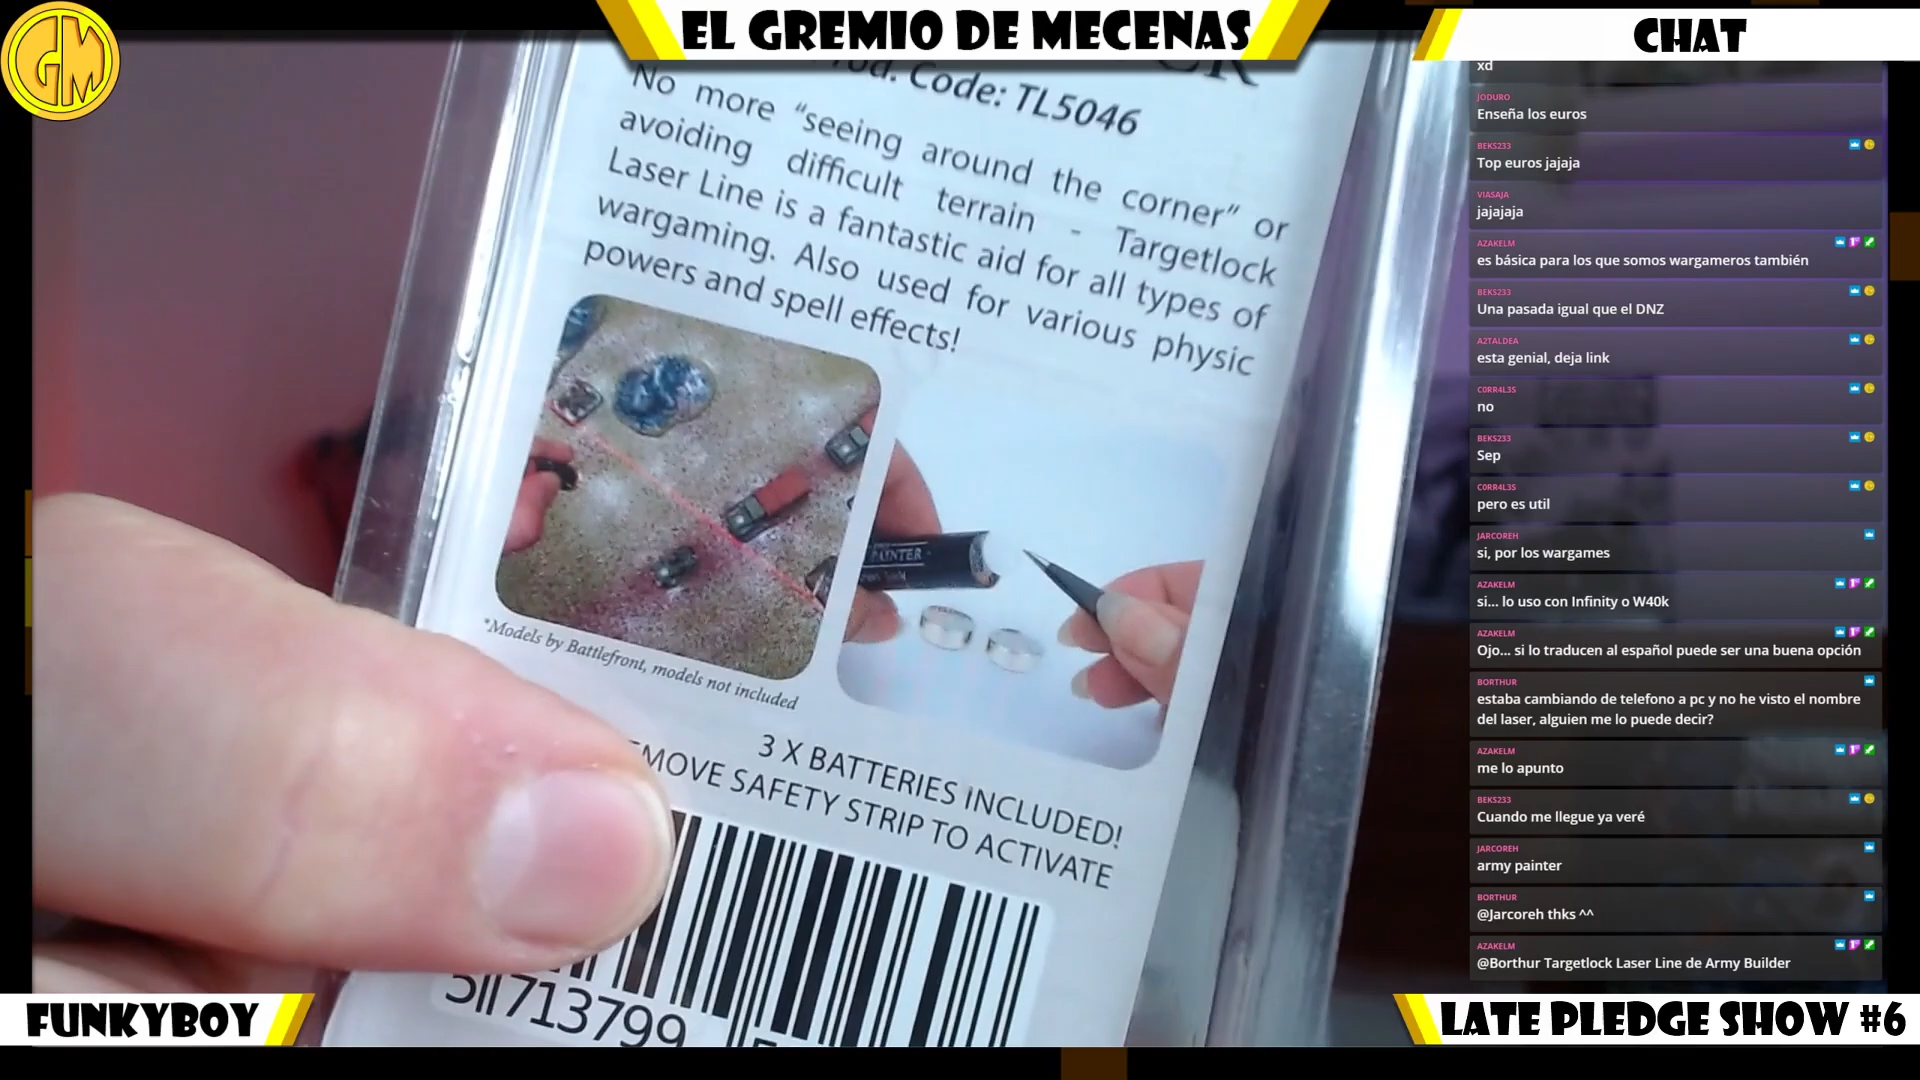 GM
EL GREMIO DE MECENAS
CHAT
Code: TL5046
No more “seeing around the corner” or
avoiding difficult terrain - Targetlock
Laser Line is a fantastic aid for all types of
wargaming. Also used for various physic
powers and spell effects!
PAINTER
*Models by Battlefront, models not included
3 X BATTERIES INCLUDED!
EMOVE SAFETY STRIP TO ACTIVATE
5713799
xd
JODURO
Enseña los euros
BEKS233
Top euros jajaja
VIASAJA
jajajaja
AZAKELM
es básica para los que somos wargameros también
BEKS233
Una pasada igual que el DNZ
A2TALDEA
esta genial, deja link
C0RR4L3S
no
BEKS233
Sep
C0RR4L3S
pero es util
JARCOREH
si, por los wargames
AZAKELM
si... lo uso con Infinity o W40k
AZAKELM
Ojo... si lo traducen al español puede ser una buena opción
BORTHUR
estaba cambiando de telefono a pc y no he visto el nombre
del laser, alguien me lo puede decir?
AZAKELM
me lo apunto
BEKS233
Cuando me llegue ya veré
JARCOREH
army painter
BORTHUR
@Jarcoreh thks ^^
AZAKELM
@Borthur Targetlock Laser Line de Army Builder
FUNKYBOY
LATE PLEDGE SHOW #6